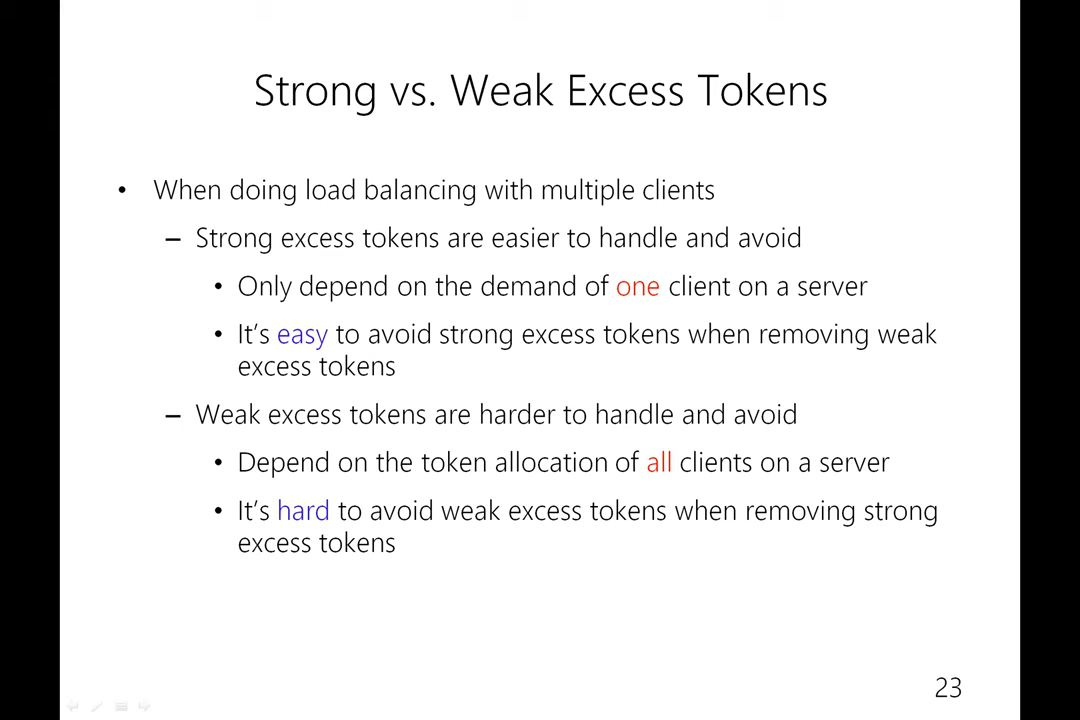 Strong vs. Weak Excess Tokens
• When doing load balancing with multiple clients
– Strong excess tokens are easier to handle and avoid
• Only depend on the demand of one client on a server
• It’s easy to avoid strong excess tokens when removing weak
excess tokens
– Weak excess tokens are harder to handle and avoid
• Depend on the token allocation of all clients on a server
• It’s hard to avoid weak excess tokens when removing strong
excess tokens
23